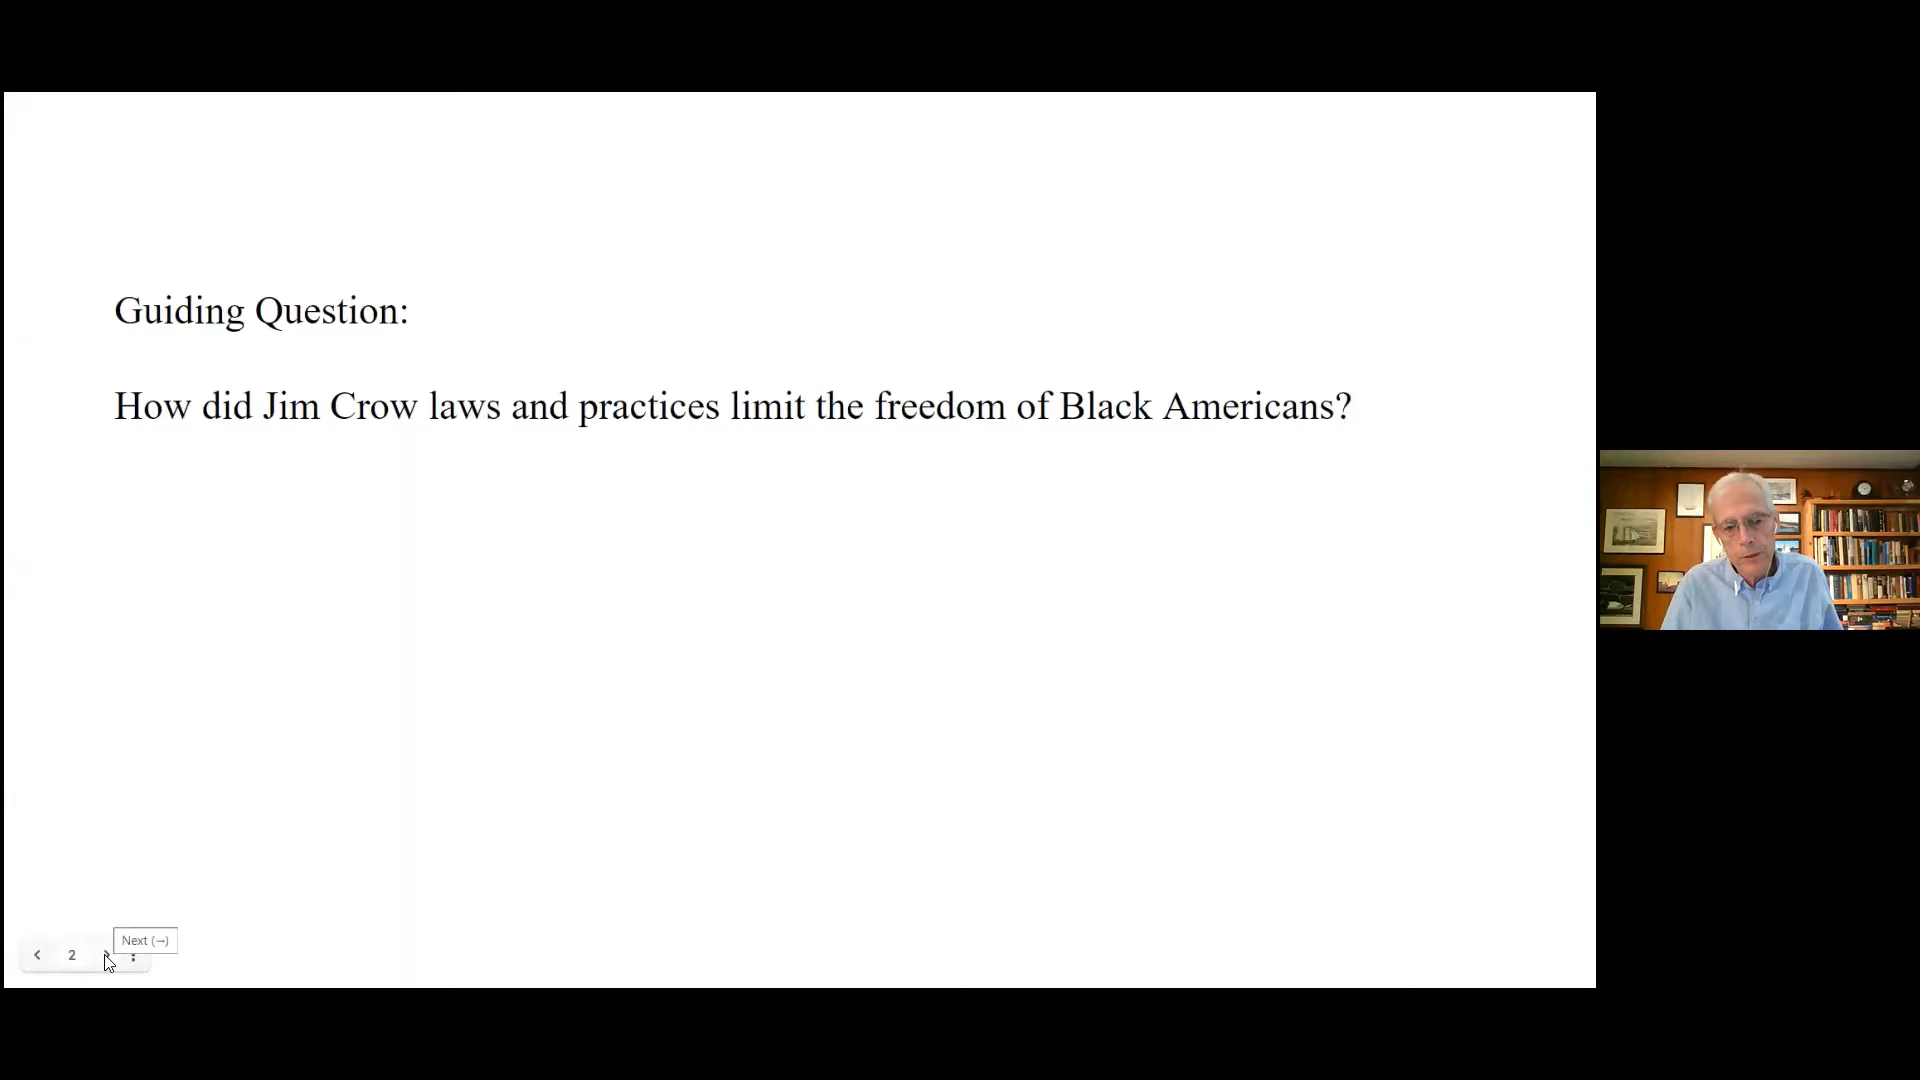 Guiding Question:
How did Jim Crow laws and practices limit the freedom of Black Americans?
Next (→)
2